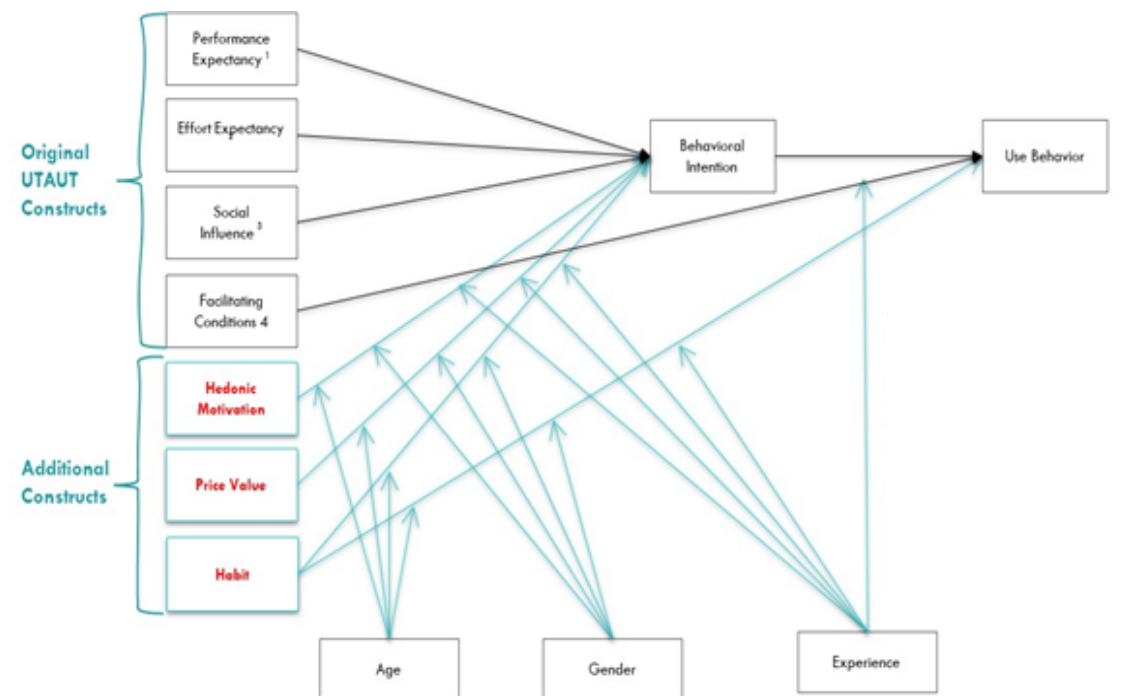 Performance
Expectancy 1
Effort Expectancy
Original
UTAUT
Constructs
Social
Influence 3
Facilitating
Conditions 4
Behavioral
Intention
Use Behavior
Additional
Constructs
Hedonic
Motivation
Price Value
Habit
Age
Gender
Experience